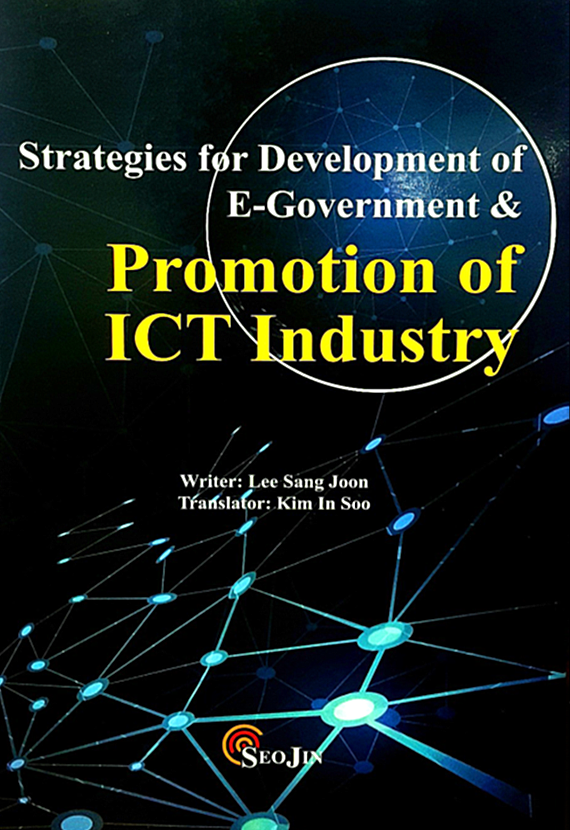 Strategies for Development of
E-Government &
Promotion of
ICT Industry
Writer: Lee Sang Joon
Translator: Kim In Soo
SEOJIN